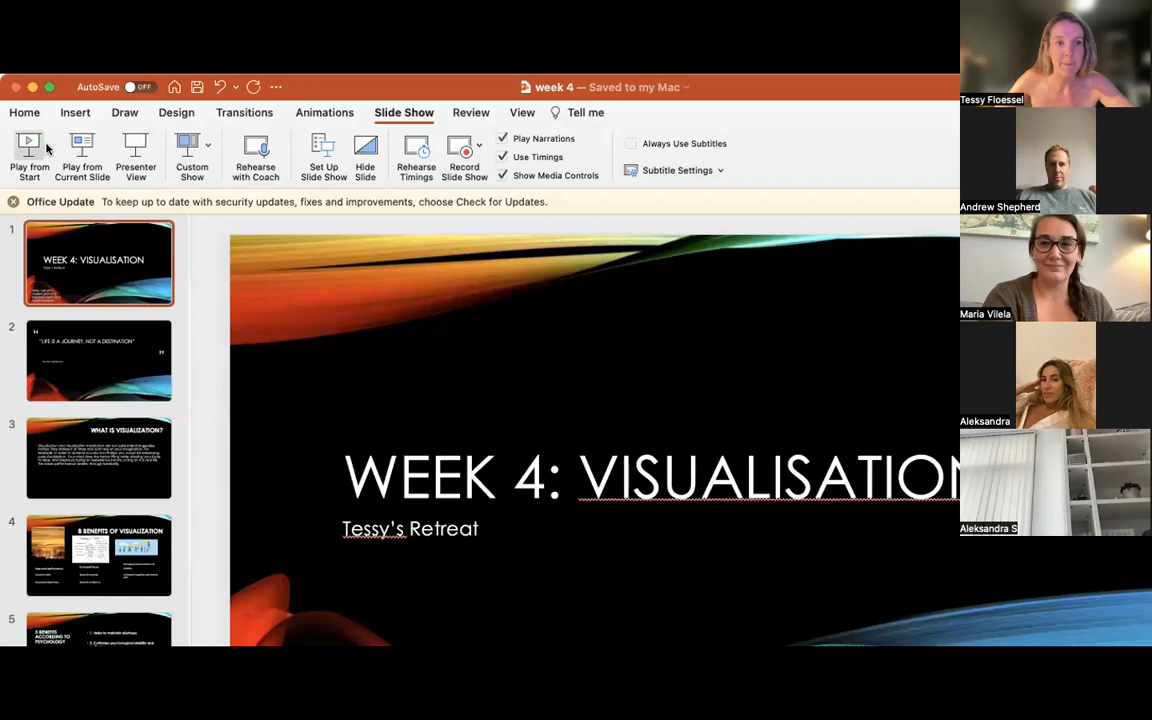 AutoSave OFF
week 4 — Saved to my Mac
Home Insert Draw Design Transitions Animations Slide Show Review View Tell me
Play from Start
Play from Current Slide
Presenter View
Custom Show
Rehearse with Coach
Set Up Slide Show
Hide Slide
Rehearse Timings
Record Slide Show
Play Narrations
Use Timings
Show Media Controls
Always Use Subtitles
Subtitle Settings
Office Update To keep up to date with security updates, fixes and improvements, choose Check for Updates.
1
WEEK 4: VISUALISATION
2
"LIFE IS A JOURNEY, NOT A DESTINATION"
3
WHAT IS VISUALIZATION?
4
8 BENEFITS OF VISUALIZATION
5
5 BENEFITS
ACCORDING TO
PSYCHOLOGY
WEEK 4: VISUALISATION
Tessy's Retreat
Tessy Floessel
Andrew Shepherd
Maria Vilela
Aleksandra
Aleksandra S